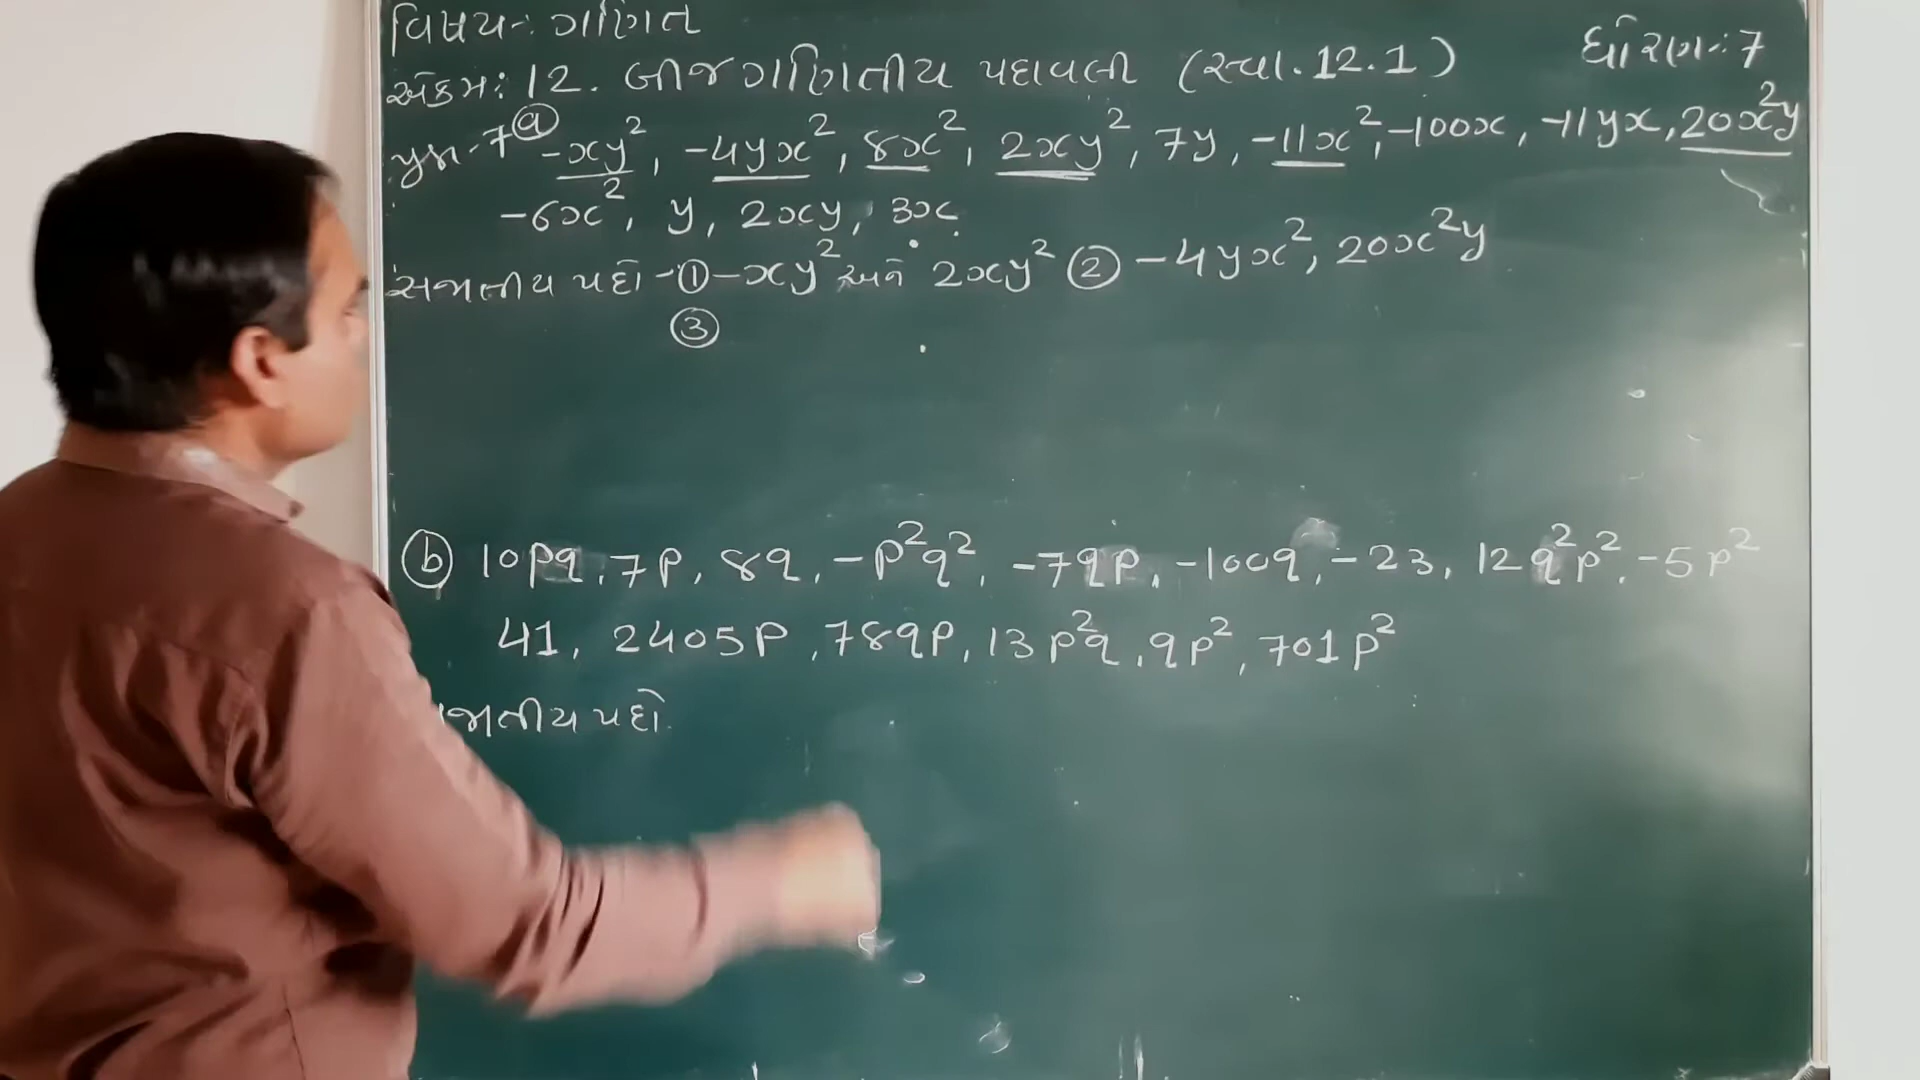 વિષય:- ગણિત
ધોરણ:- 7
એકમ: 12. બીજગણિતીય પદાવલી (સ્વા. 12.1)
પ્રશ્ન-7 ⓐ -xy², -4yx², 8x², 2xy², 7y, -11x², -100x, -11yx, 20x²y
-6x², y, 2xy, 3x.
સજાતીય પદો -① -xy² અને 2xy² ② -4yx², 20x²y
③
ⓑ 10pq, 7p, 8q, -p²q², -7qp, -100q, -23, 12q²p², -5p²
41, 2405p, 78qp, 13p²q, qp², 701p²
જાતીય પદો